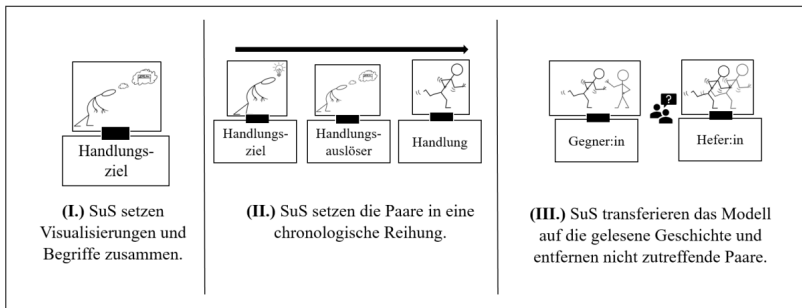 Handlungs-
ziel
(I.) SuS setzen
Visualisierungen und
Begriffe zusammen.
Handlungs-
ziel
Handlungs-
auslöser
Handlung
(II.) SuS setzen die Paare in eine
chronologische Reihung.
?
Gegner:in
Hefer:in
(III.) SuS transferieren das Modell
auf die gelesene Geschichte und
entfernen nicht zutreffende Paare.